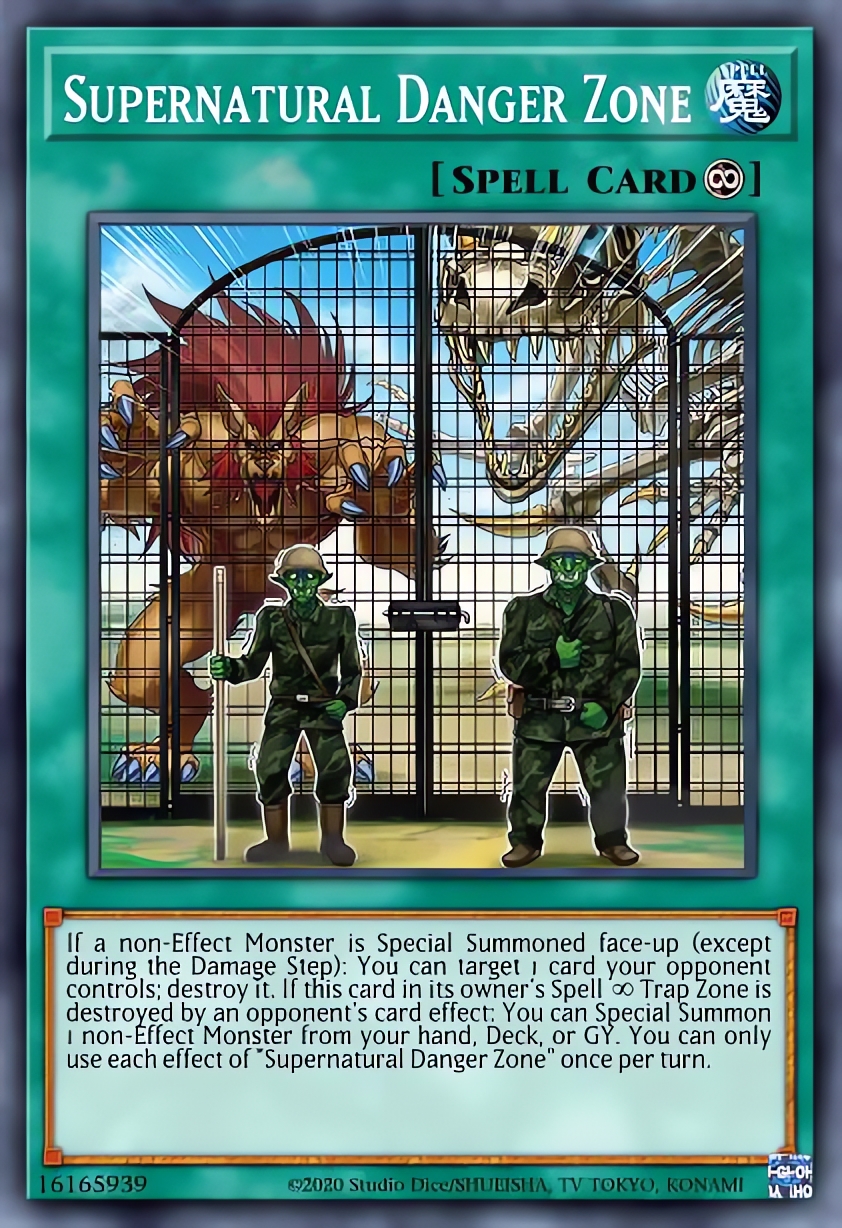 SUPERNATURAL DANGER ZONE
魔
[SPELL CARD ]
If a non-Effect Monster is Special Summoned face-up (except
during the Damage Step): You can target 1 card your opponent
controls; destroy it. If this card in its owner's Spell ∞ Trap Zone is
destroyed by an opponent's card effect: You can Special Summon
1 non-Effect Monster from your hand, Deck, or GY. You can only
use each effect of "Supernatural Danger Zone" once per turn.
16165939
©2020 Studio Dice/SHUEISHA, TV TOKYO, KONAMI